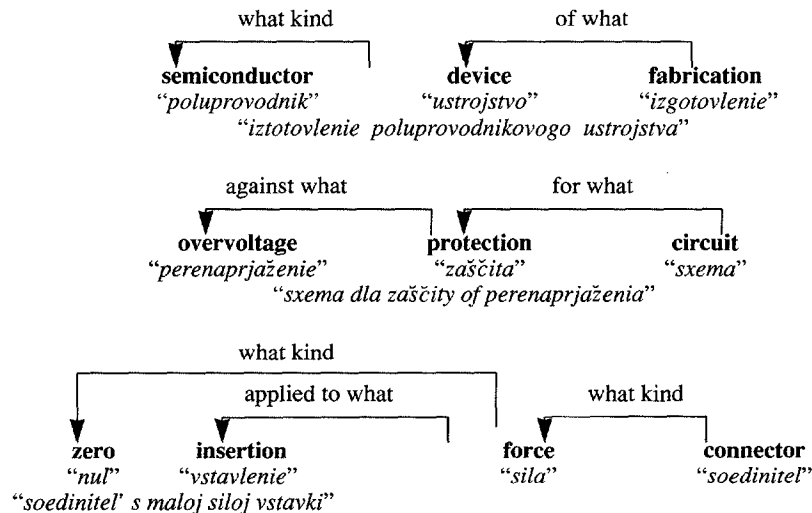 what kind of what
semiconductor device fabrication
“poluprovodnik” “ustrojstvo” “izgotovlenie”
“iztotovlenie poluprovodnikovogo ustrojstva”
against what for what
overvoltage protection circuit
“perenaprjaženie” “zaščita” “sxema”
“sxema dla zaščity of perenaprjaženia”
what kind
applied to what what kind
zero insertion force connector
“nul” “vstavlenie” “sila” “soedinitel”
“soedinitel’ s maloj siloj vstavki”